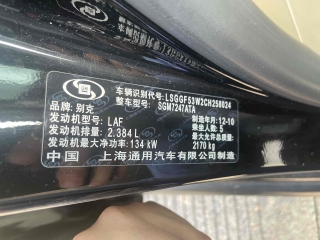 车辆识别代号: LSGGF53W2CH258024
整车型号: SGM7247ATA
品牌: 别克
制造年月: 12-10
发动机型号: LAF
乘坐人数: 5
发动机排量: 2.384 L
最大允许总质量: 2170 kg
发动机最大净功率: 134 kW
中国 上海通用汽车有限公司制造